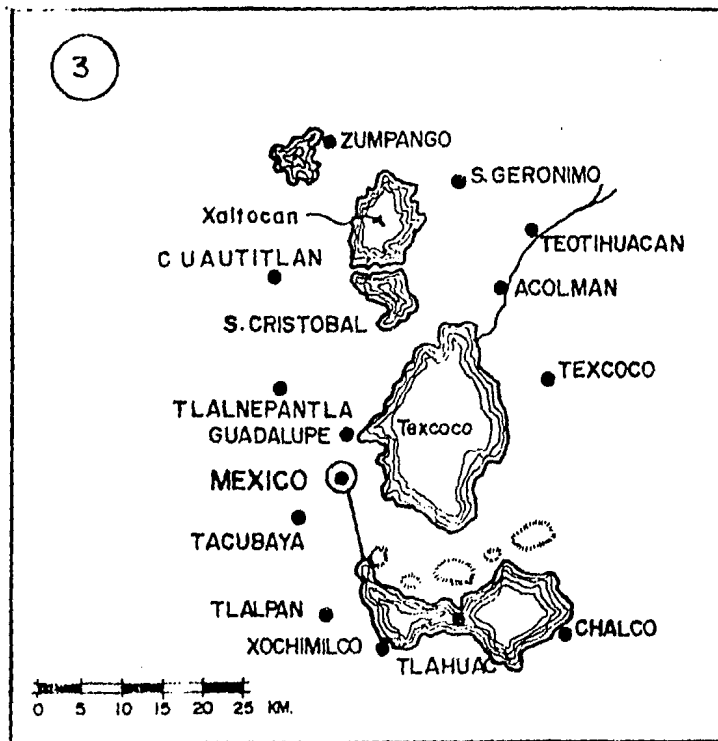 3
ZUMPANGO
S. GERONIMO
Xaltocan
TEOTIHUACAN
CUAUTITLAN
ACOLMAN
S. CRISTOBAL
TEXCOCO
TLALNEPANTLA
Texcoco
GUADALUPE
MEXICO
TACUBAYA
TLALPAN
CHALCO
XOCHIMILCO
TLAHUAC
0 5 10 15 20 25 KM.